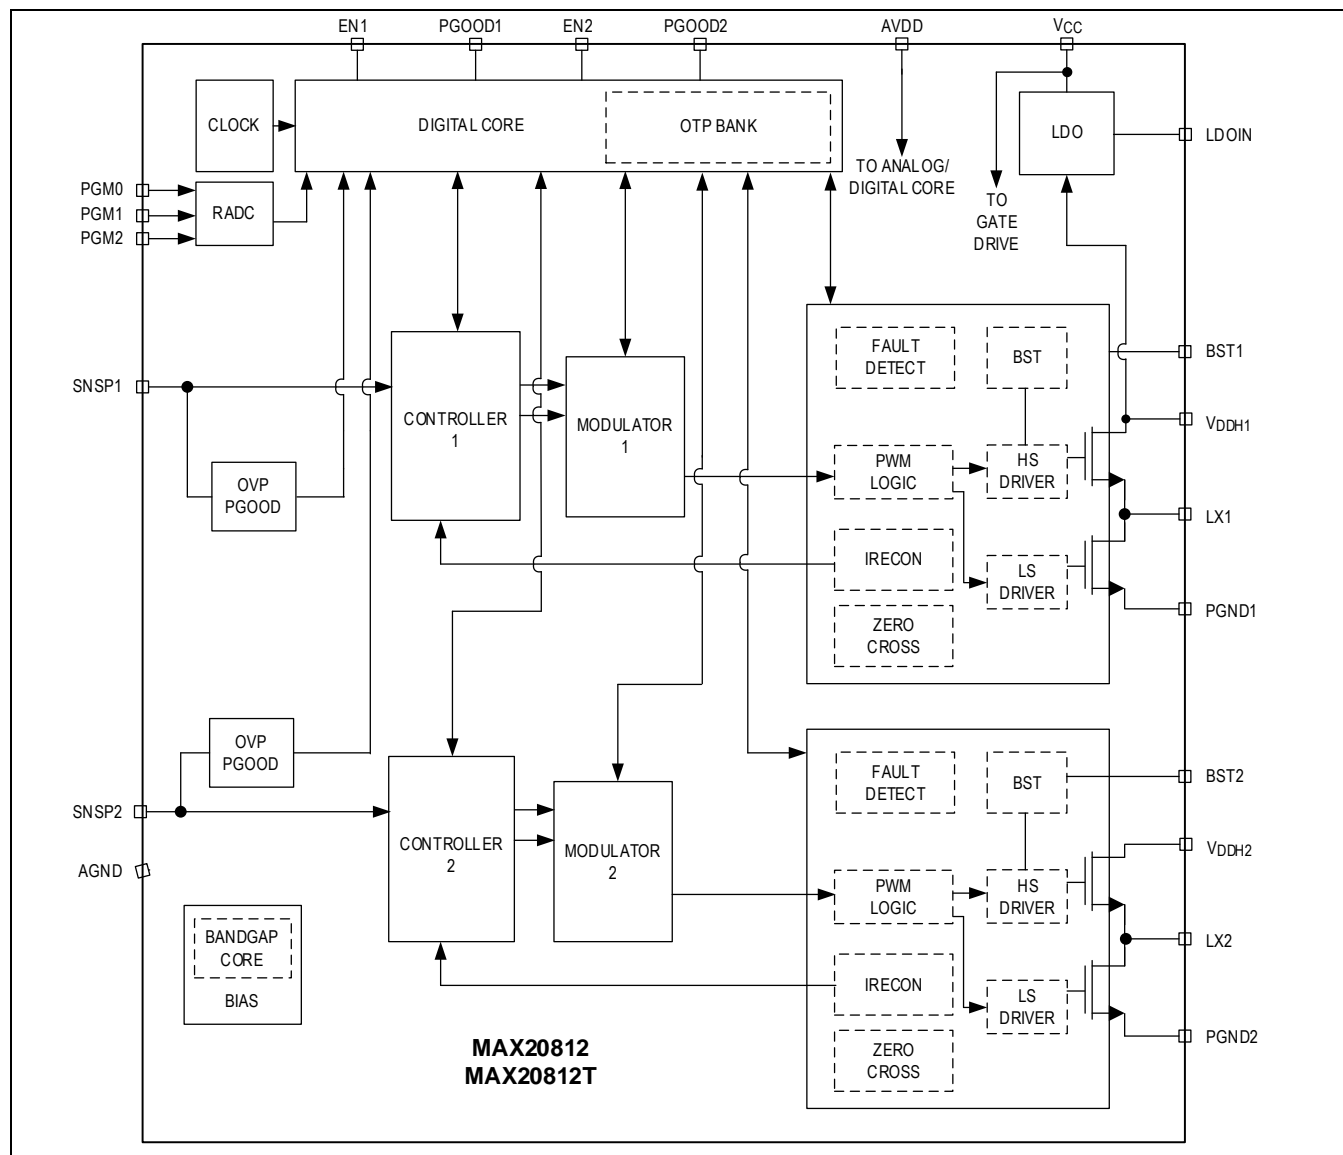 EN1
PGOOD1
EN2
PGOOD2
AVDD
VCC
CLOCK
DIGITAL CORE
OTP BANK
LDO
LDOIN
TO ANALOG/
DIGITAL CORE
TO
GATE
DRIVE
PGM0
PGM1
PGM2
RADC
SNSP1
OVP
PGOOD
CONTROLLER
1
MODULATOR
1
FAULT
DETECT
BST
BST1
VDDH1
PWM
LOGIC
HS
DRIVER
LX1
IRECON
LS
DRIVER
ZERO
CROSS
PGND1
OVP
PGOOD
SNSP2
AGND
CONTROLLER
2
MODULATOR
2
FAULT
DETECT
BST
BST2
VDDH2
PWM
LOGIC
HS
DRIVER
LX2
IRECON
LS
DRIVER
ZERO
CROSS
PGND2
BANDGAP
CORE
BIAS
MAX20812
MAX20812T